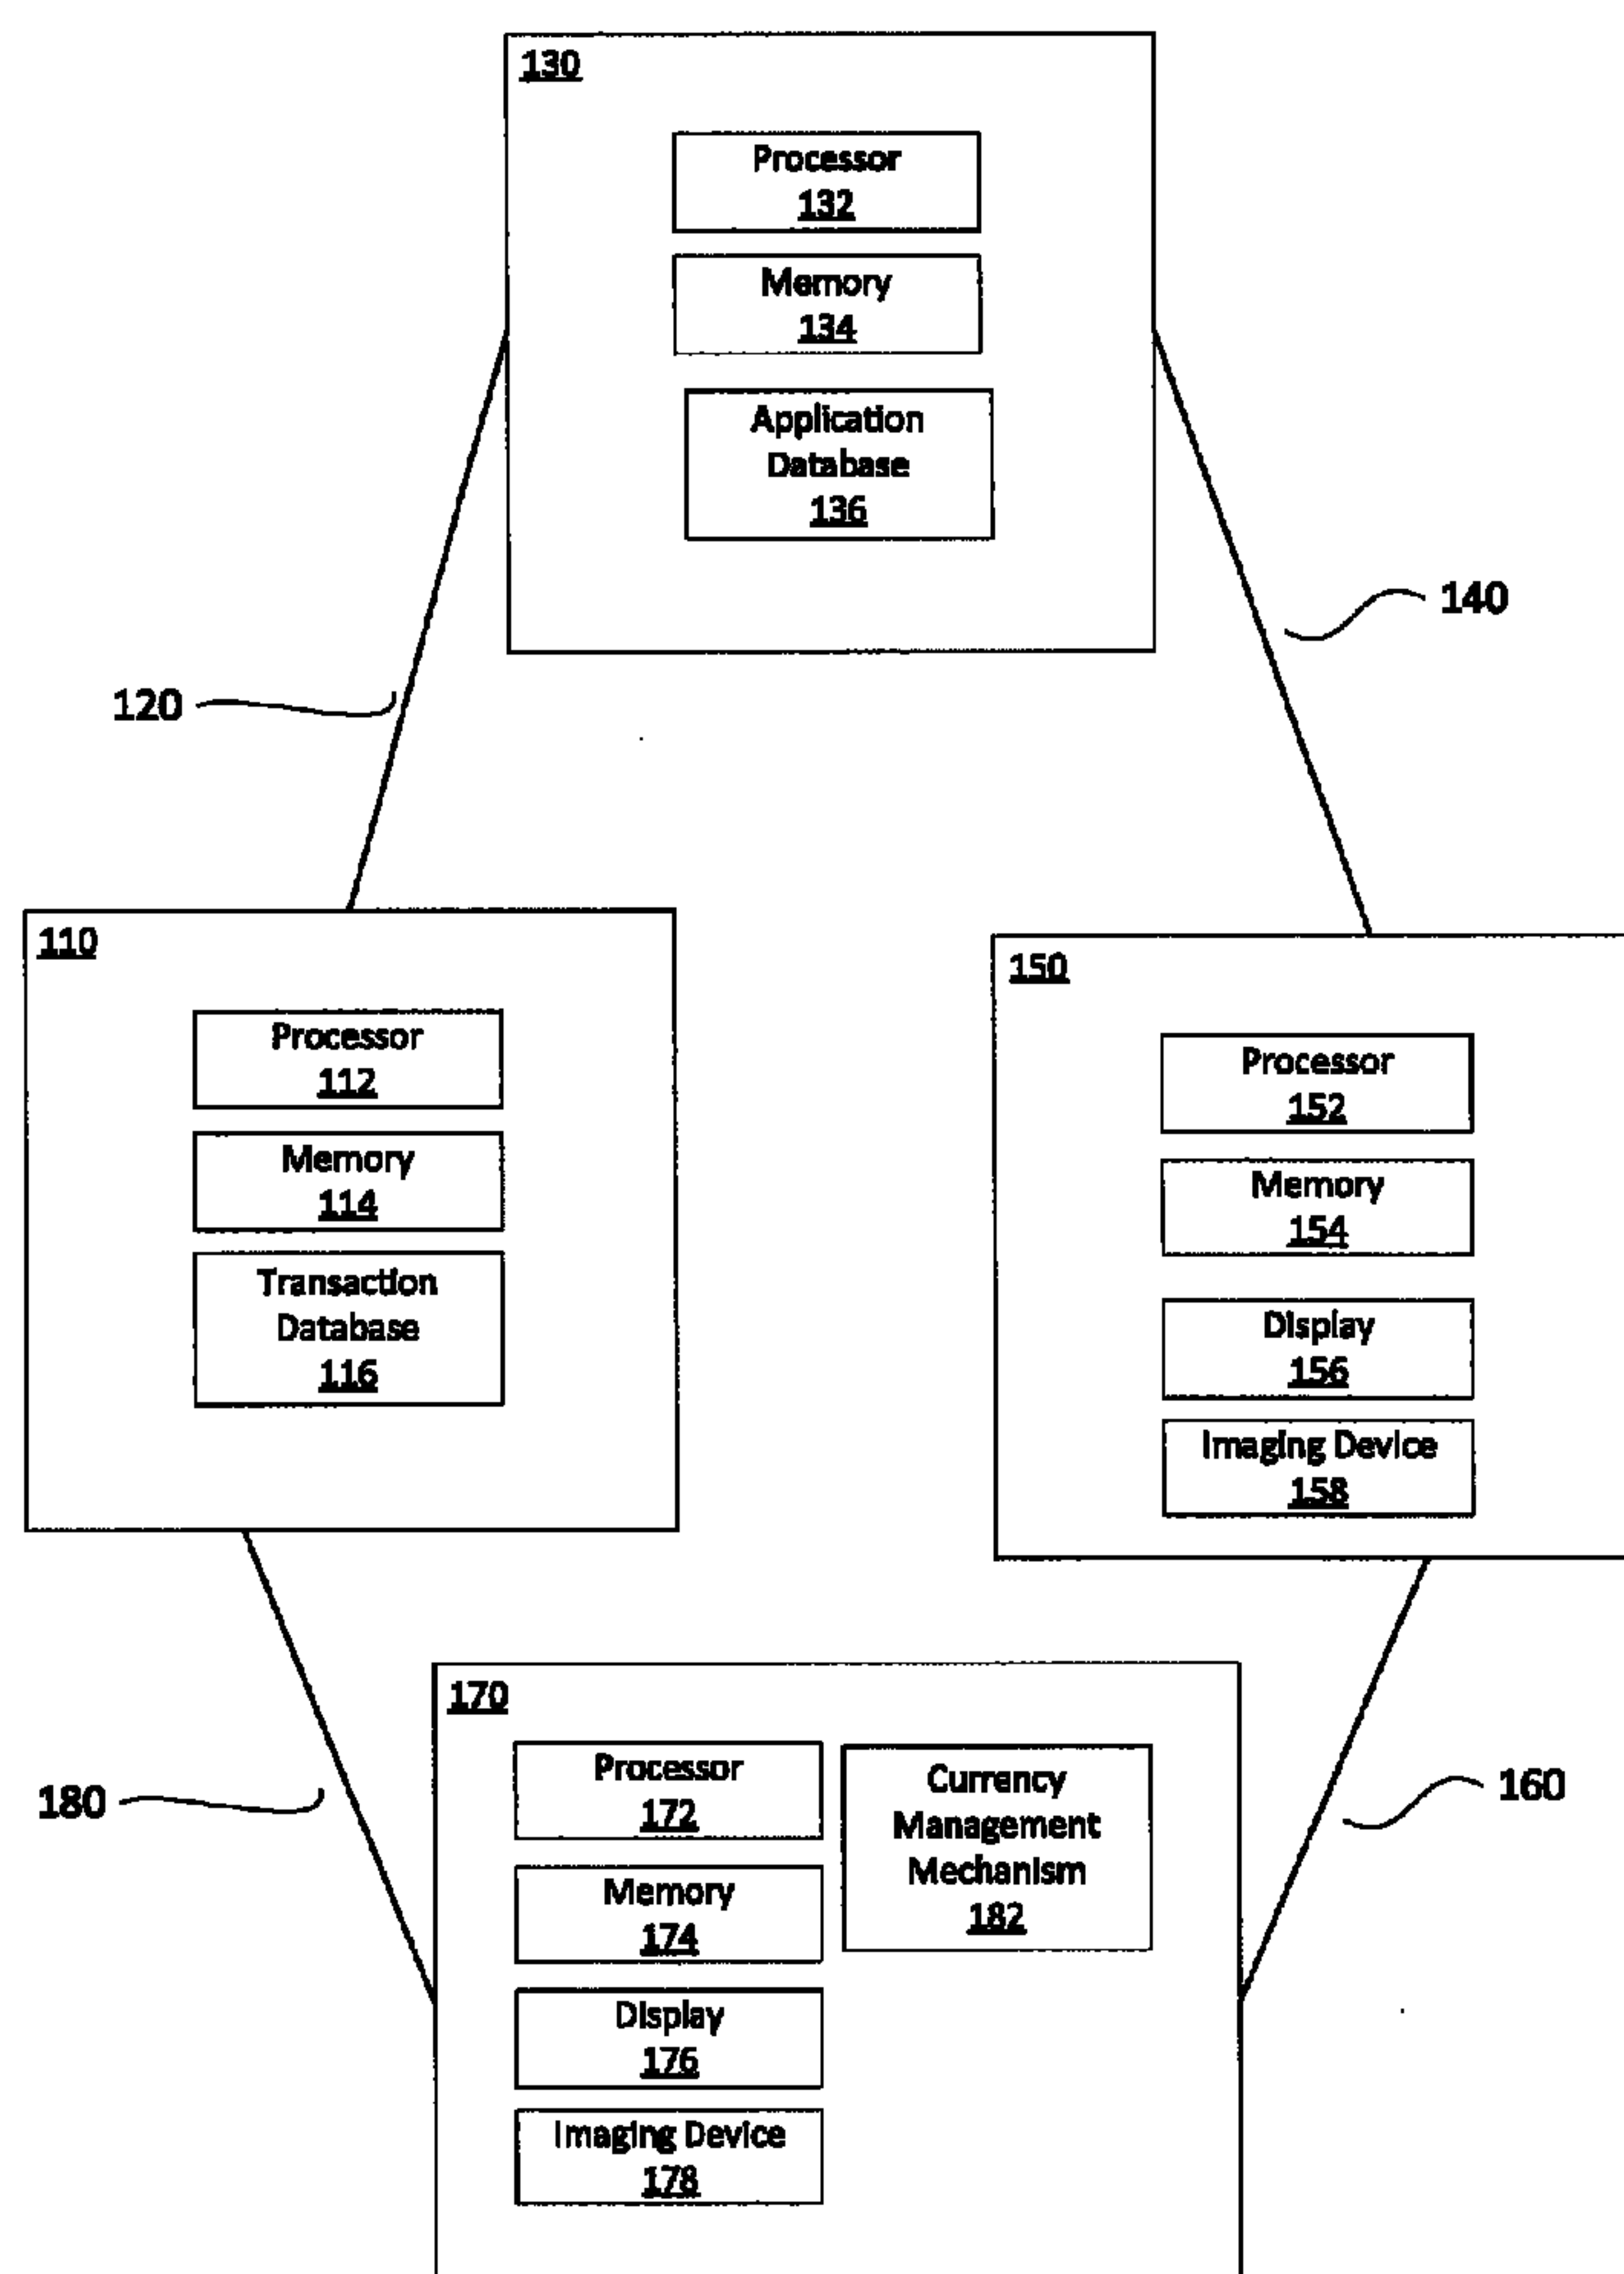 130
Processor
132
Memory
134
Application
Database
136
140
120
110
Processor
112
Memory
114
Transaction
Database
116
150
Processor
152
Memory
154
Display
156
Imaging Device
158
170
Processor
172
Memory
174
Display
176
Imaging Device
178
Currency
Management
Mechanism
182
180
160